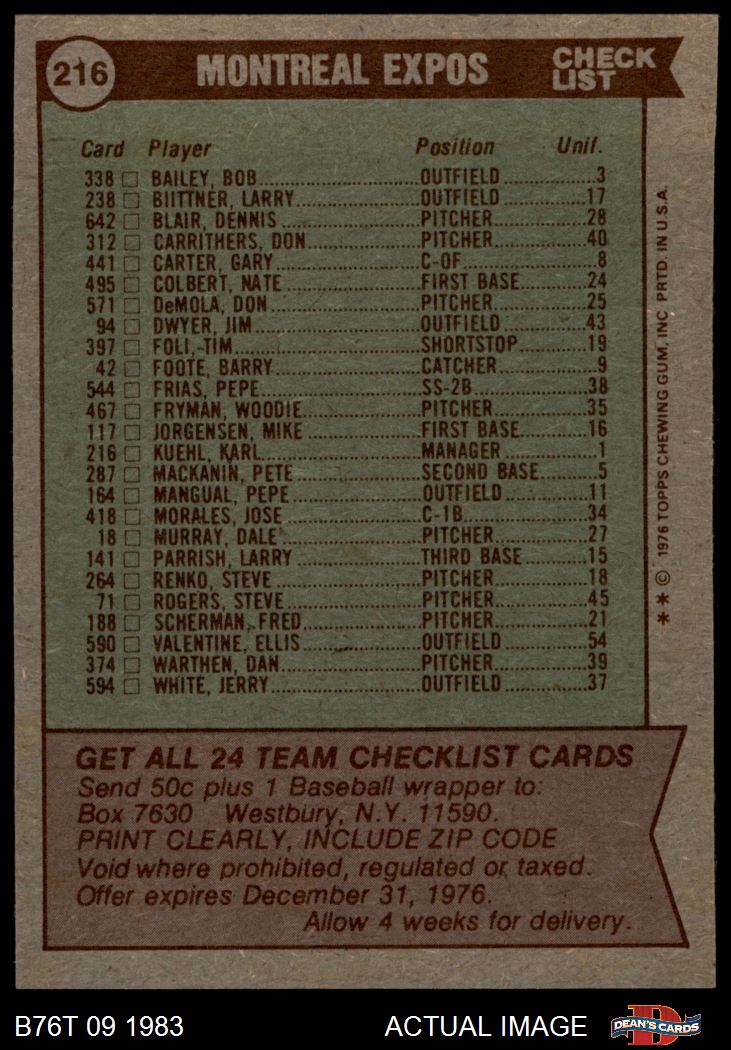 216 MONTREAL EXPOS CHECK LIST
Card Player Position Unif.
338 □ BAILEY, BOB OUTFIELD 3
238 □ BIITTNER, LARRY OUTFIELD 17
642 □ BLAIR, DENNIS PITCHER 28
312 □ CARRITHERS, DON PITCHER 40
441 □ CARTER, GARY C-OF 8
495 □ COLBERT, NATE FIRST BASE 24
571 □ DeMOLA, DON PITCHER 25
94 □ DWYER, JIM OUTFIELD 43
397 □ FOLI, TIM SHORTSTOP 19
42 □ FOOTE, BARRY CATCHER 9
544 □ FRIAS, PEPE SS-2B 38
467 □ FRYMAN, WOODIE PITCHER 35
117 □ JORGENSEN, MIKE FIRST BASE 16
216 □ KUEHL, KARL MANAGER 1
287 □ MACKANIN, PETE SECOND BASE 5
164 □ MANGUAL, PEPE OUTFIELD 11
418 □ MORALES, JOSE C-1B 34
18 □ MURRAY, DALE PITCHER 27
141 □ PARRISH, LARRY THIRD BASE 15
264 □ RENKO, STEVE PITCHER 18
71 □ ROGERS, STEVE PITCHER 45
188 □ SCHERMAN, FRED PITCHER 21
590 □ VALENTINE, ELLIS OUTFIELD 54
374 □ WARTHEN, DAN PITCHER 39
594 □ WHITE, JERRY OUTFIELD 37
** © 1976 TOPPS CHEWING GUM, INC PRTD. IN U.S.A.
GET ALL 24 TEAM CHECKLIST CARDS
Send 50c plus 1 Baseball wrapper to:
Box 7630 Westbury, N.Y. 11590.
PRINT CLEARLY, INCLUDE ZIP CODE
Void where prohibited, regulated or taxed.
Offer expires December 31, 1976.
Allow 4 weeks for delivery.
B76T 09 1983 ACTUAL IMAGE DEAN'S CARDS